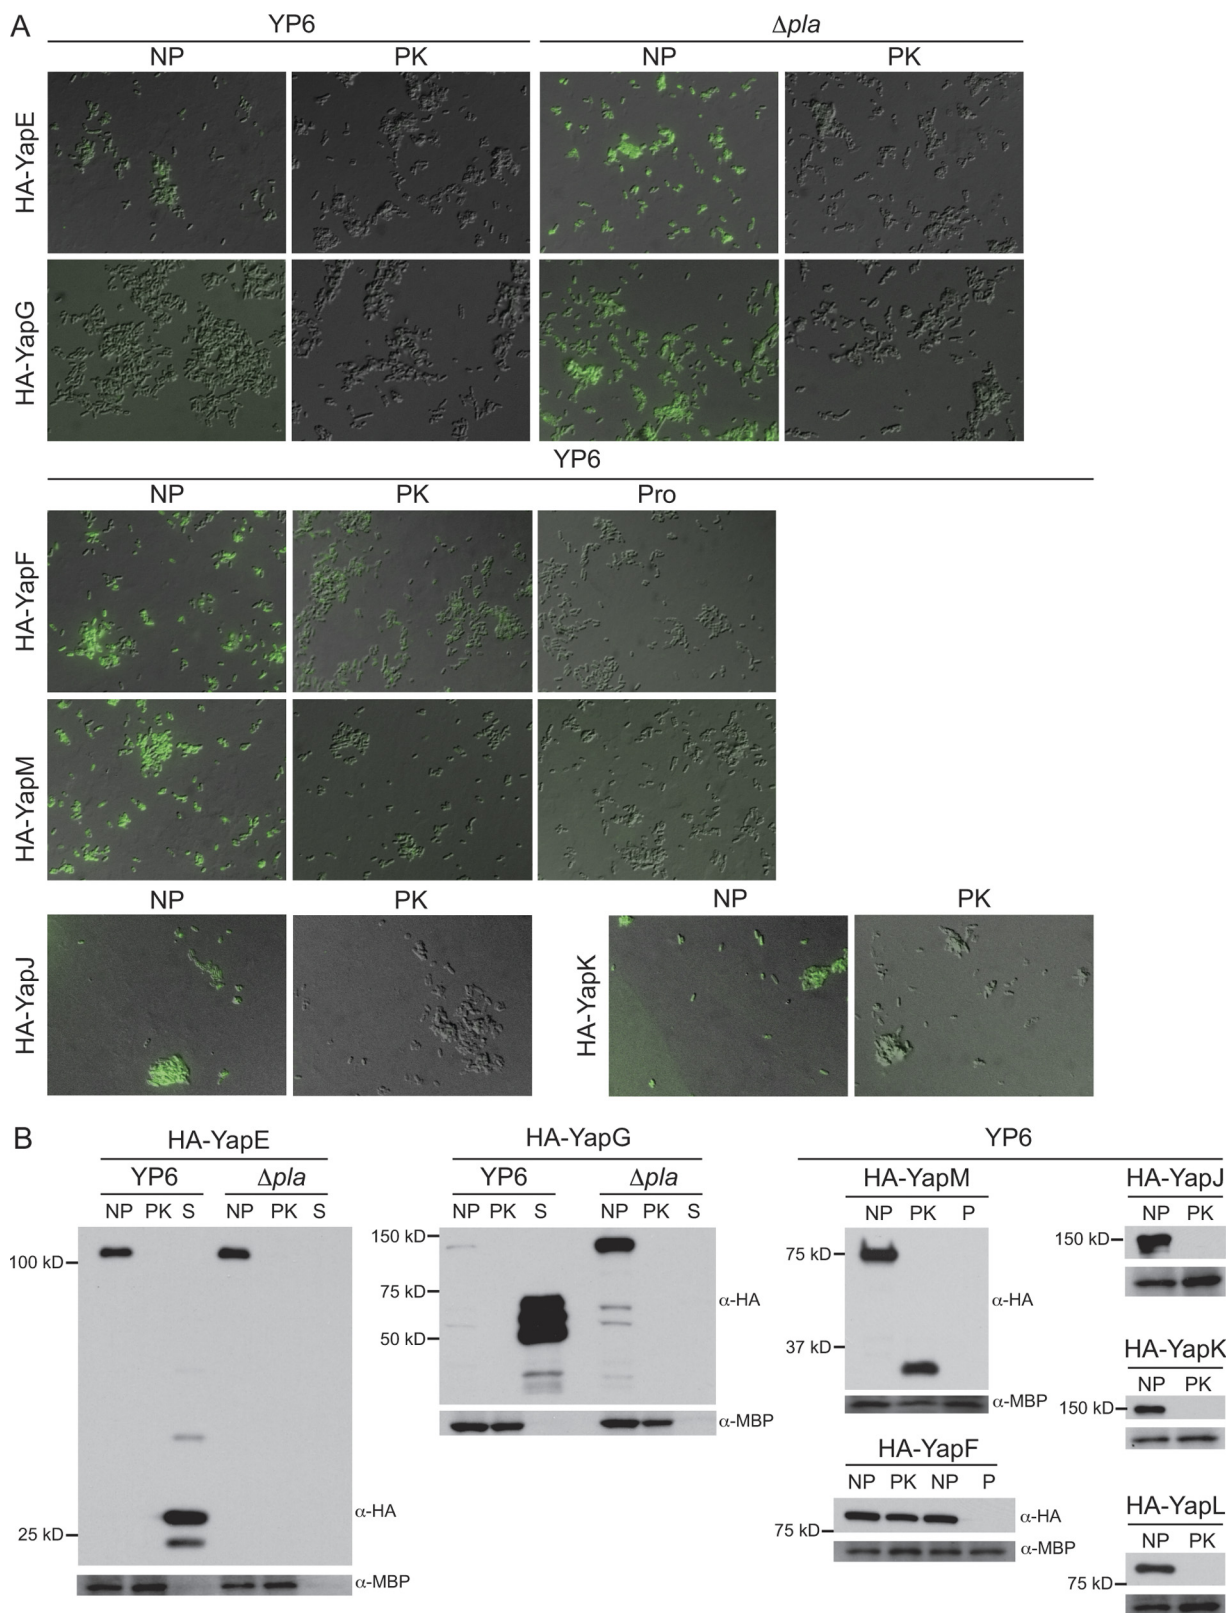 A
YP6 Δpla
NP PK NP PK
HA-YapE
HA-YapG
YP6
NP PK Pro
HA-YapF
HA-YapM
NP PK NP PK
HA-YapJ
HA-YapK
B
HA-YapE
YP6 Δpla
NP PK S NP PK S
100 kD
25 kD
α-HA
α-MBP
HA-YapG
YP6 Δpla
NP PK S NP PK S
150 kD
75 kD
50 kD
α-HA
α-MBP
YP6
HA-YapM
NP PK P
75 kD
37 kD
α-HA
α-MBP
HA-YapF
NP PK NP P
75 kD
α-HA
α-MBP
HA-YapJ
NP PK
150 kD
HA-YapK
NP PK
150 kD
HA-YapL
NP PK
75 kD